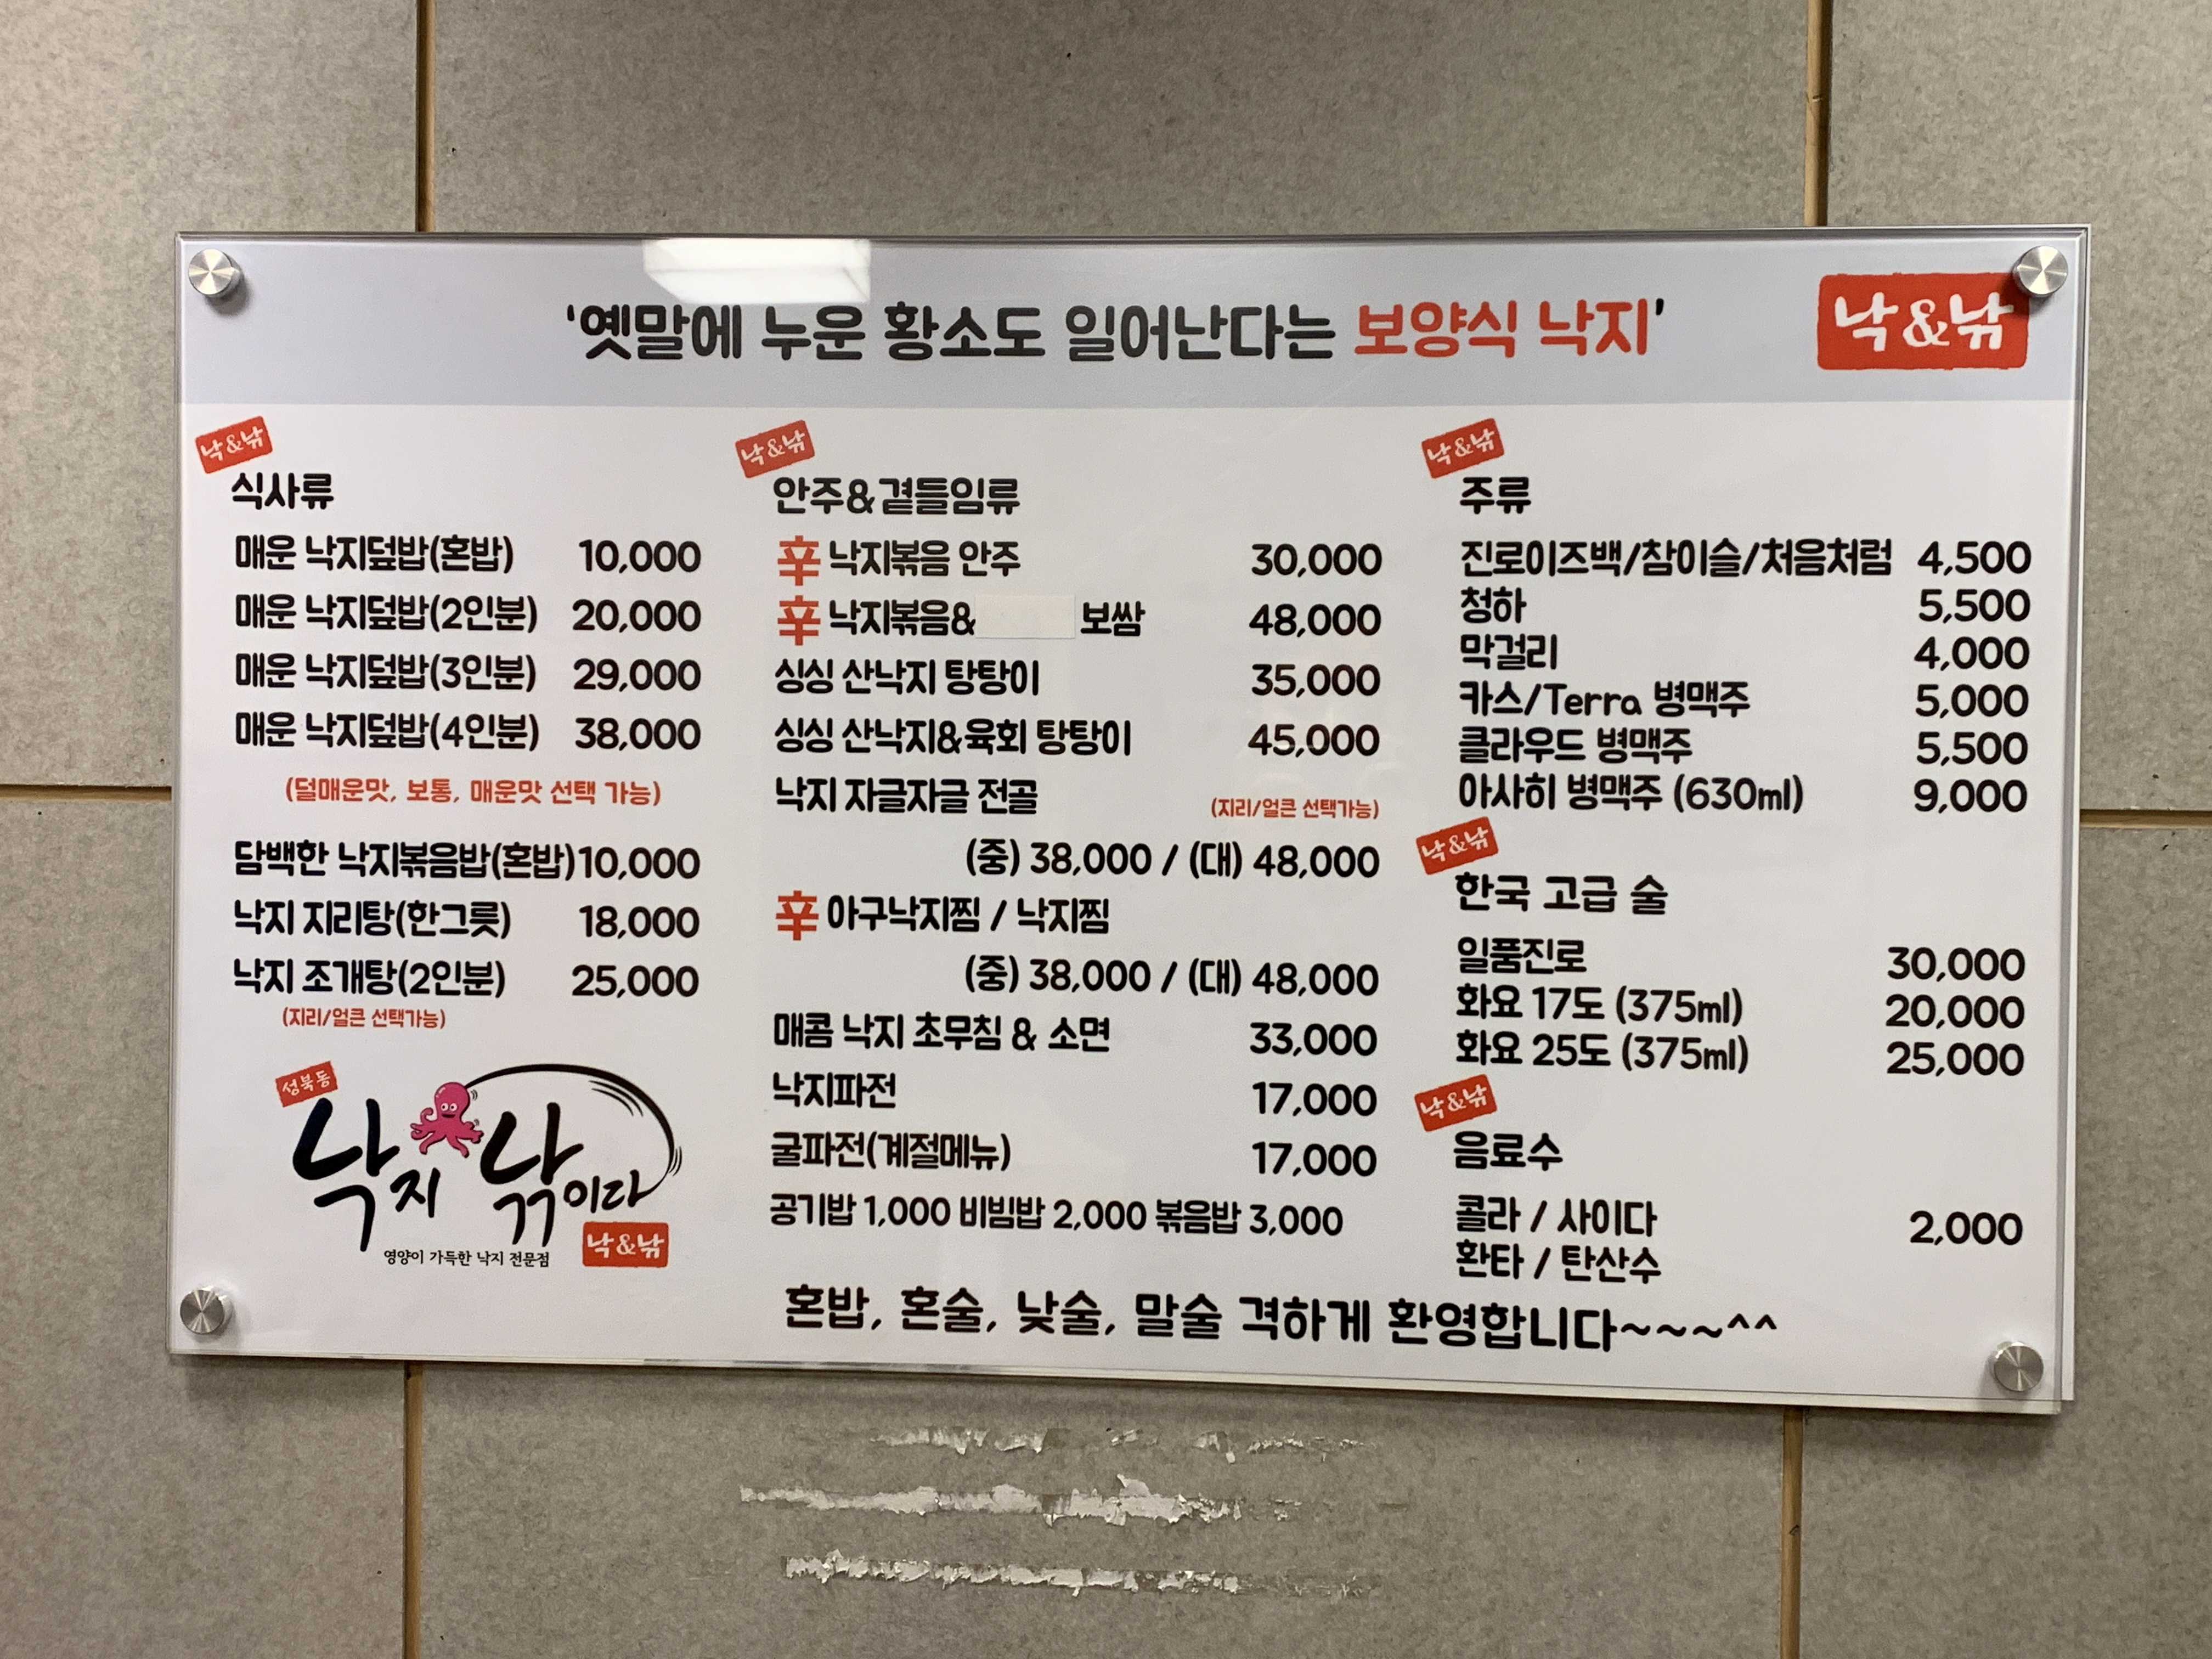 '옛말에 누운 황소도 일어난다는 보양식 낙지'
낙&낚
낙&낚
식사류
매운 낙지덮밥(혼밥) 10,000
매운 낙지덮밥(2인분) 20,000
매운 낙지덮밥(3인분) 29,000
매운 낙지덮밥(4인분) 38,000
(덜매운맛, 보통, 매운맛 선택 가능)
담백한 낙지볶음밥(혼밥) 10,000
낙지 지리탕(한그릇) 18,000
낙지 조개탕(2인분) 25,000
(지리/얼큰 선택가능)
성북동
낙지 낚이다
영양이 가득한 낙지 전문점
낙&낚
낙&낚
안주&곁들임류
辛 낙지볶음 안주 30,000
辛 낙지볶음& 보쌈 48,000
싱싱 산낙지 탕탕이 35,000
싱싱 산낙지&육회 탕탕이 45,000
낙지 자글자글 전골 (지리/얼큰 선택가능)
(중) 38,000 / (대) 48,000
辛 아구낙지찜 / 낙지찜
(중) 38,000 / (대) 48,000
매콤 낙지 초무침 & 소면 33,000
낙지파전 17,000
굴파전(계절메뉴) 17,000
공기밥 1,000 비빔밥 2,000 볶음밥 3,000
낙&낚
주류
진로이즈백/참이슬/처음처럼 4,500
청하 5,500
막걸리 4,000
카스/Terra 병맥주 5,000
클라우드 병맥주 5,500
아사히 병맥주 (630ml) 9,000
낙&낚
한국 고급 술
일품진로 30,000
화요 17도 (375ml) 20,000
화요 25도 (375ml) 25,000
낙&낚
음료수
콜라 / 사이다 2,000
환타 / 탄산수
혼밥, 혼술, 낮술, 말술 격하게 환영합니다~~~^^